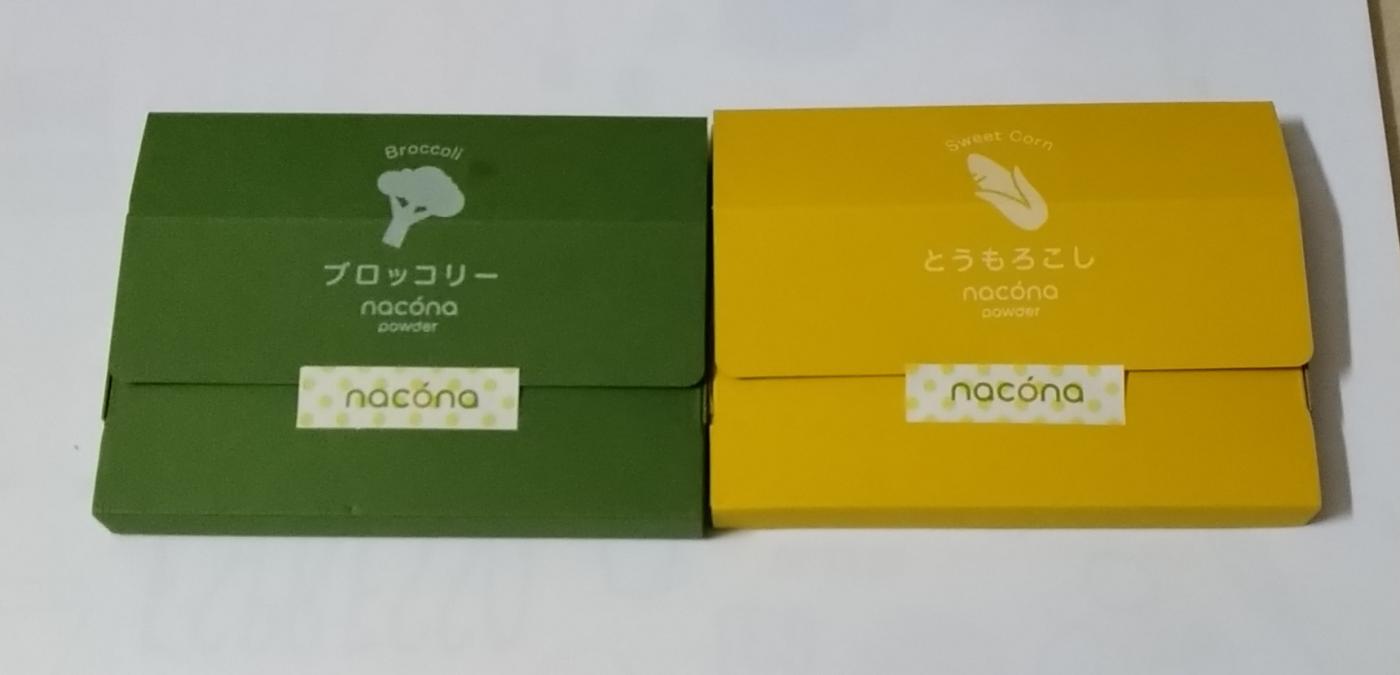 Broccoli
ブロッコリー
nacóna
powder
nacóna
Sweet Corn
とうもろこし
nacóna
powder
nacóna